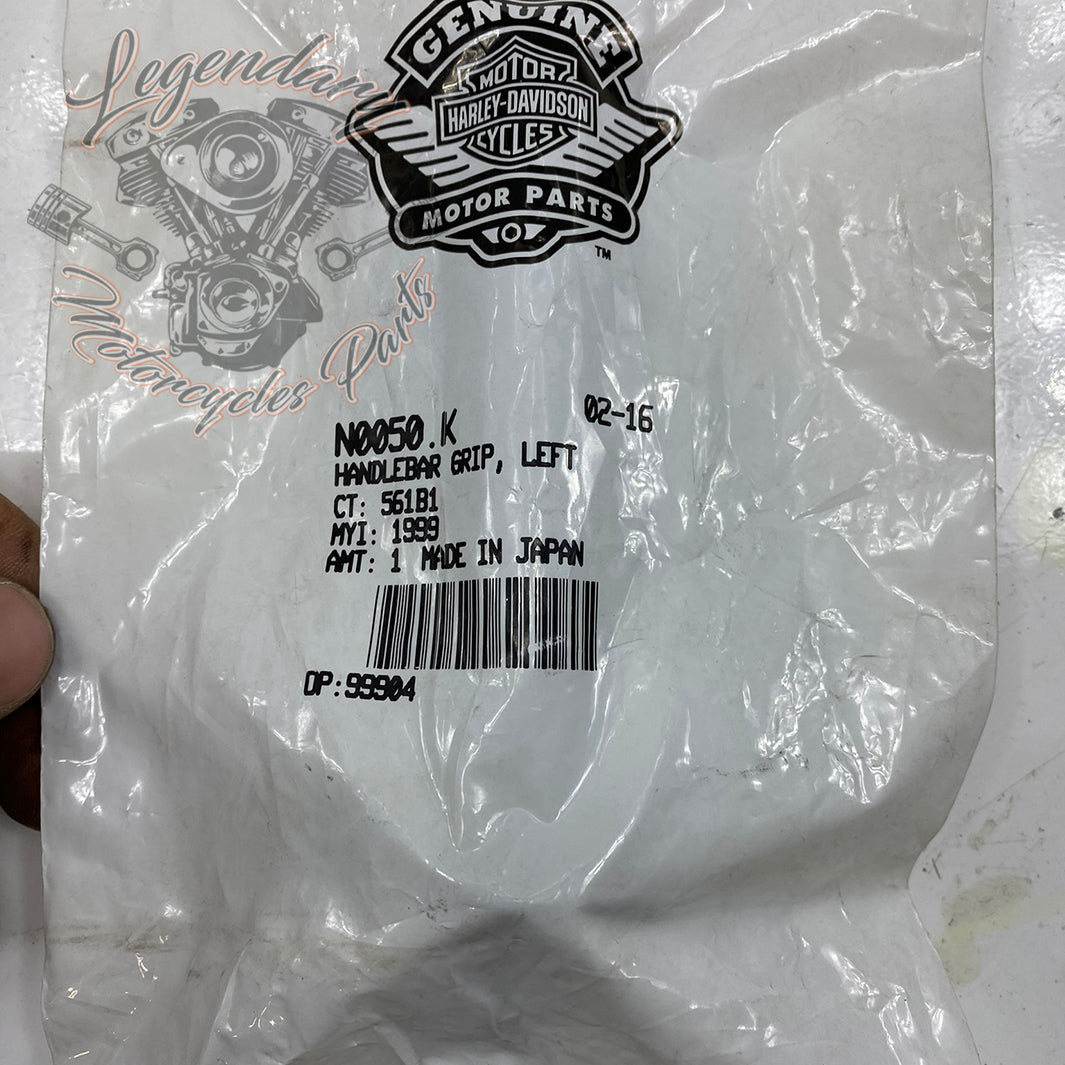 GENUINE
MOTOR
HARLEY-DAVIDSON
CYCLES
MOTOR PARTS
TM
Legendary
Motorcycles Parts
02-16
N0050.K
HANDLEBAR GRIP, LEFT
CT: 561B1
MYI: 1999
AMT: 1 MADE IN JAPAN
OP:99904